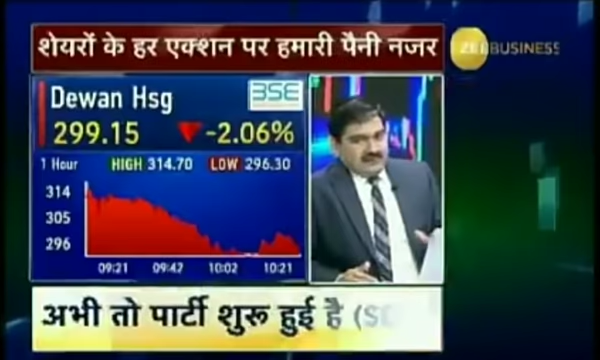 शेयरों के हर एक्शन पर हमारी पैनी नजर
ZEE BUSINESS
Dewan Hsg
BSE
299.15 ▼-2.06%
1 Hour HIGH 314.70 LOW 296.30
314
305
296
09:21 09:42 10:02 10:21
अभी तो पार्टी शुरू हुई है